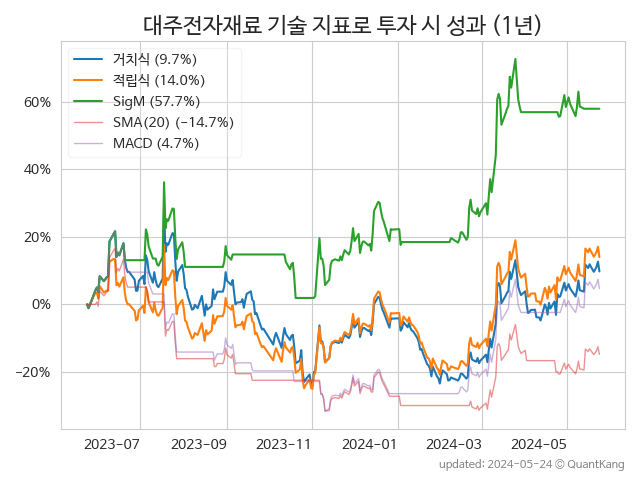 대주전자재료 기술 지표로 투자 시 성과 (1년)
거치식 (9.7%)
적립식 (14.0%)
SigM (57.7%)
SMA(20) (−14.7%)
MACD (4.7%)
60%
40%
20%
0%
−20%
2023-07 2023-09 2023-11 2024-01 2024-03 2024-05
updated: 2024-05-24 © QuantKang